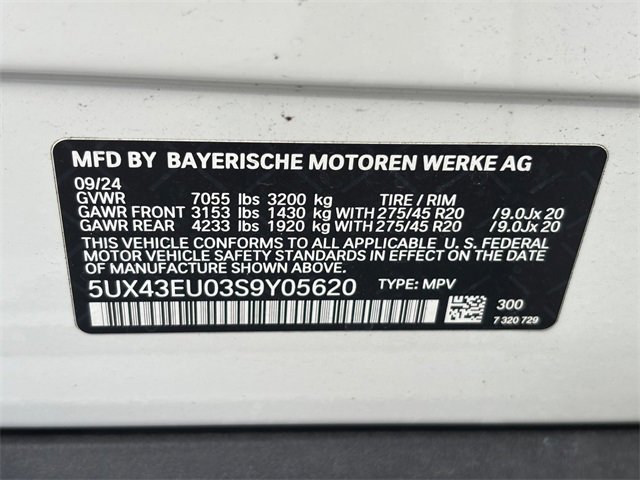 MFD BY BAYERISCHE MOTOREN WERKE AG
09/24
GVWR 7055 lbs 3200 kg TIRE / RIM
GAWR FRONT 3153 lbs 1430 kg WITH 275/45 R20 / 9.0Jx 20
GAWR REAR 4233 lbs 1920 kg WITH 275/45 R20 / 9.0Jx 20
THIS VEHICLE CONFORMS TO ALL APPLICABLE U. S. FEDERAL
MOTOR VEHICLE SAFETY STANDARDS IN EFFECT ON THE DATE
OF MANUFACTURE SHOWN ABOVE.
5UX43EU03S9Y05620 TYPE: MPV
300
7 320 729